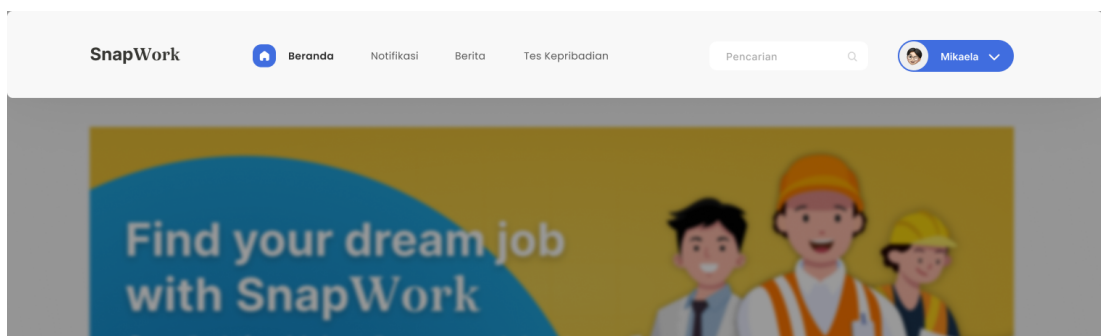 SnapWork Beranda Notifikasi Berita Tes Kepribadian Pencarian Mikaela
Find your dream job
with SnapWork